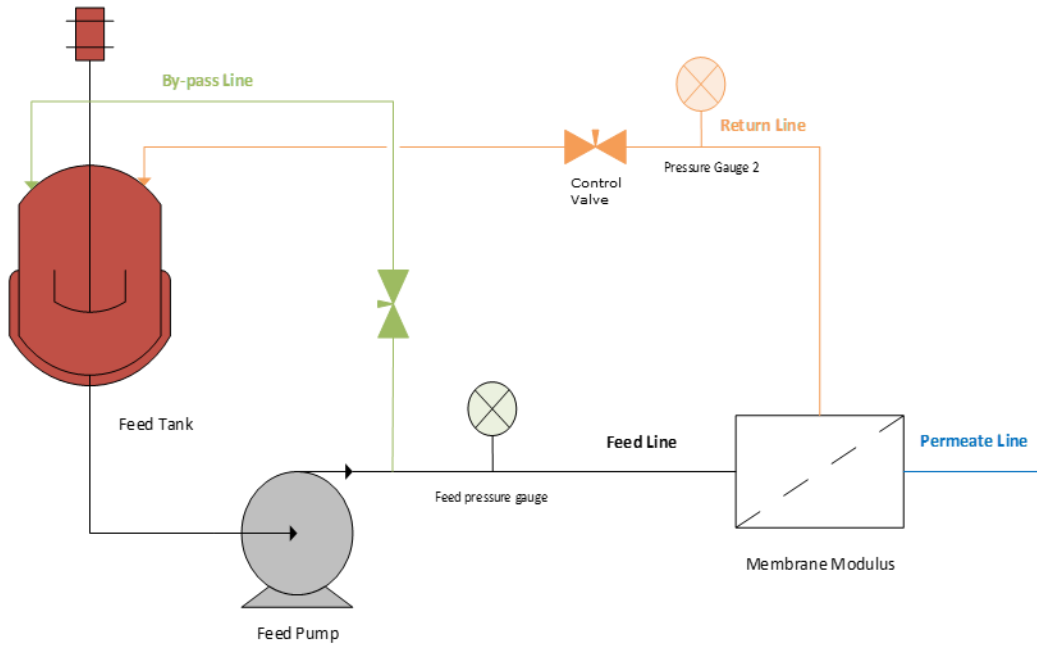 By-pass Line
Return Line
Pressure Gauge 2
Control
Valve
Feed Tank
Feed Line
Permeate Line
Feed pressure gauge
Membrane Modulus
Feed Pump